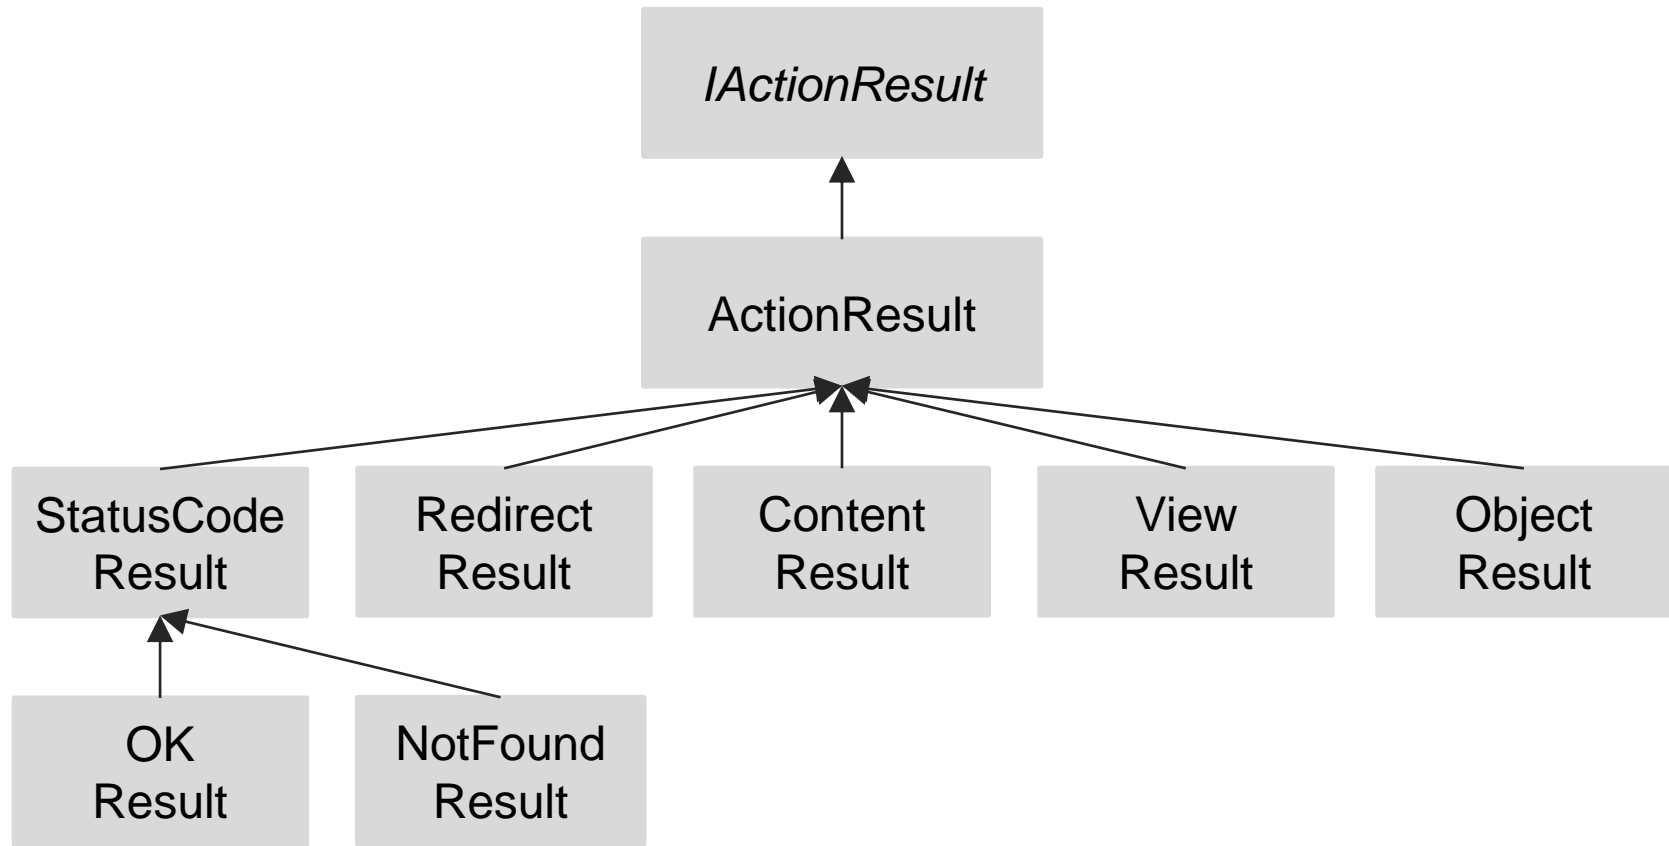 IActionResult
ActionResult
StatusCode
Result
Redirect
Result
Content
Result
View
Result
Object
Result
OK
Result
NotFound
Result